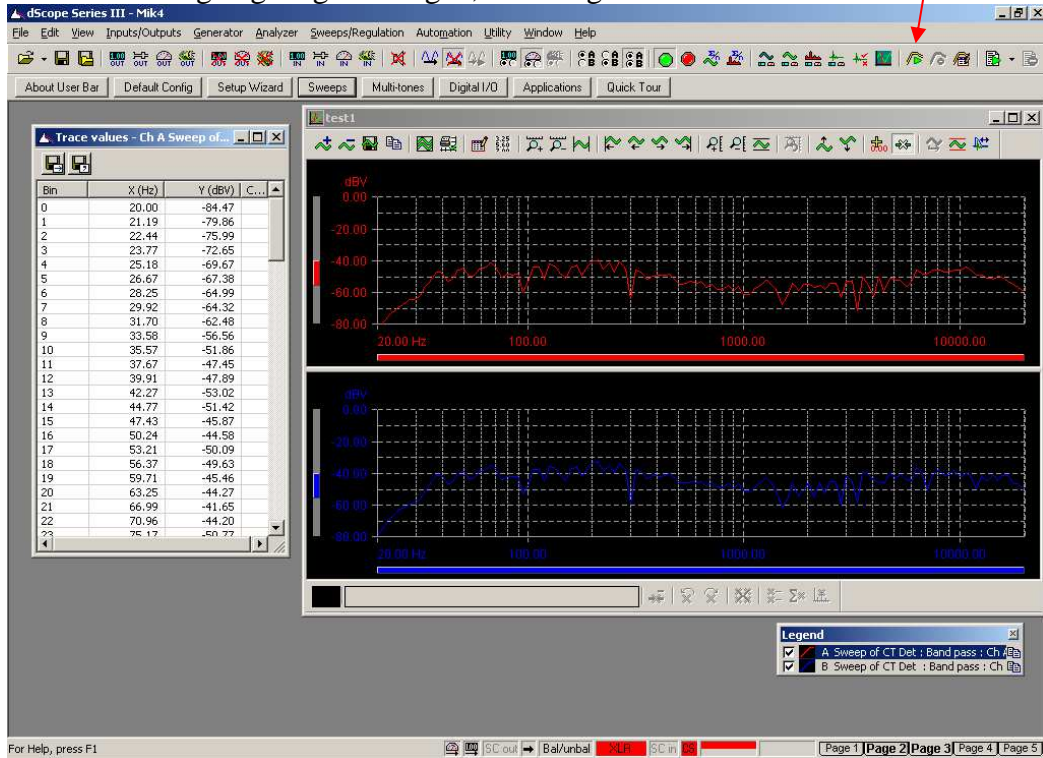 dScope Series III - Mik4
File Edit View Inputs/Outputs Generator Analyzer Sweeps/Regulation Automation Utility Window Help
About User Bar Default Config Setup Wizard Sweeps Multi-tones Digital I/O Applications Quick Tour
Trace values - Ch A Sweep of...
Bin X (Hz) Y (dBV) C...
0 20.00 -84.47
1 21.19 -79.86
2 22.44 -75.99
3 23.77 -72.65
4 25.18 -69.67
5 26.67 -67.38
6 28.25 -64.99
7 29.92 -64.32
8 31.70 -62.48
9 33.58 -56.56
10 35.57 -51.86
11 37.67 -47.45
12 39.91 -47.89
13 42.27 -53.02
14 44.77 -51.42
15 47.43 -45.87
16 50.24 -44.58
17 53.21 -50.09
18 56.37 -49.63
19 59.71 -45.46
20 63.25 -44.27
21 66.99 -41.65
22 70.96 -44.20
23 75.17 -50.77
test1
dBV
0.00
-20.00
-40.00
-60.00
-80.00
20.00 Hz 100.00 1000.00 10000.00
dBV
0.00
-20.00
-40.00
-60.00
-80.00
20.00 Hz 100.00 1000.00 10000.00
Legend
A Sweep of CT Det : Band pass : Ch A
B Sweep of CT Det : Band pass : Ch
For Help, press F1
SC out Bal/unbal XLR SC in
Page 1 Page 2 Page 3 Page 4 Page 5